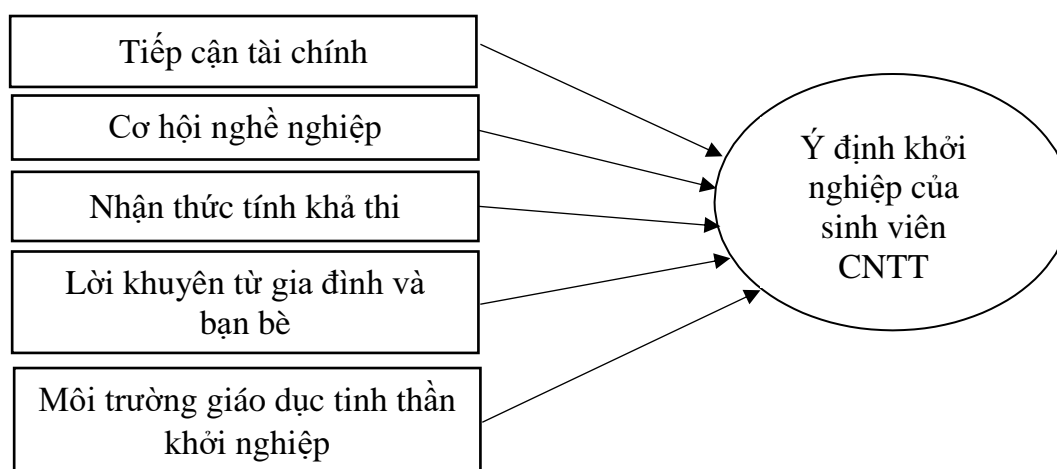 Tiếp cận tài chính
Cơ hội nghề nghiệp
Nhận thức tính khả thi
Lời khuyên từ gia đình và
bạn bè
Môi trường giáo dục tinh thần
khởi nghiệp
Ý định khởi
nghiệp của
sinh viên
CNTT